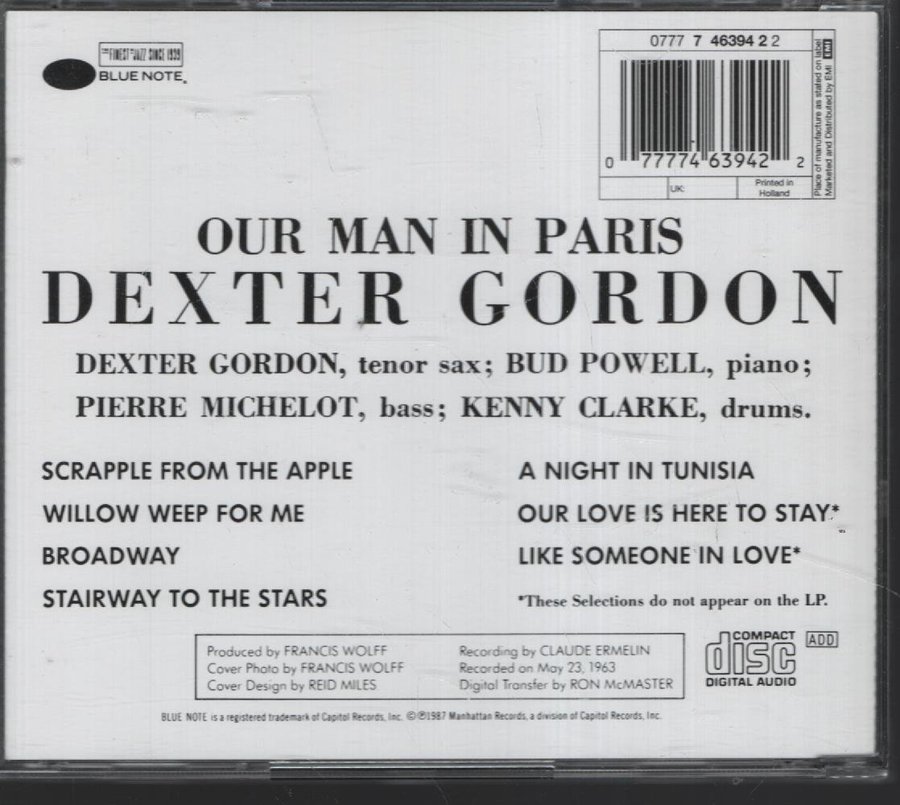 THE FINEST IN JAZZ SINCE 1939
BLUE NOTE
0777 7 46394 2 2
0 77774 63942 2
UK:
Printed in
Holland
Place of manufacture as stated on label
Marketed and Distributed by EMI EMI
OUR MAN IN PARIS
DEXTER GORDON
DEXTER GORDON, tenor sax; BUD POWELL, piano;
PIERRE MICHELOT, bass; KENNY CLARKE, drums.
SCRAPPLE FROM THE APPLE
WILLOW WEEP FOR ME
BROADWAY
STAIRWAY TO THE STARS
A NIGHT IN TUNISIA
OUR LOVE IS HERE TO STAY*
LIKE SOMEONE IN LOVE*
*These Selections do not appear on the LP.
Produced by FRANCIS WOLFF
Cover Photo by FRANCIS WOLFF
Cover Design by REID MILES
Recording by CLAUDE ERMELIN
Recorded on May 23, 1963
Digital Transfer by RON McMASTER
COMPACT
disc
DIGITAL AUDIO
ADD
BLUE NOTE is a registered trademark of Capitol Records, Inc. ©℗1987 Manhattan Records, a division of Capitol Records, Inc.